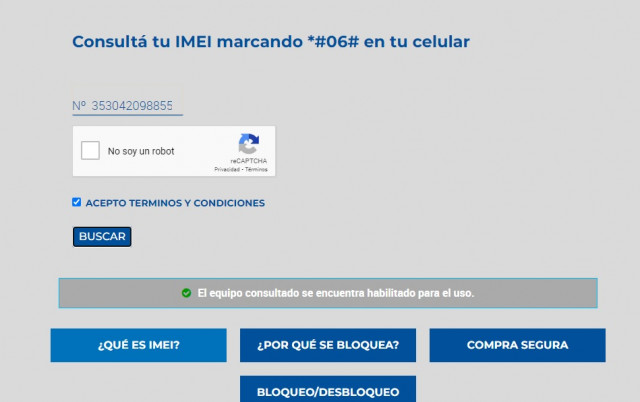 Consultá tu IMEI marcando *#06# en tu celular
Nº 353042098855
No soy un robot
reCAPTCHA
Privacidad - Términos
ACEPTO TERMINOS Y CONDICIONES
BUSCAR
El equipo consultado se encuentra habilitado para el uso.
¿QUÉ ES IMEI?
¿POR QUÉ SE BLOQUEA?
COMPRA SEGURA
BLOQUEO/DESBLOQUEO